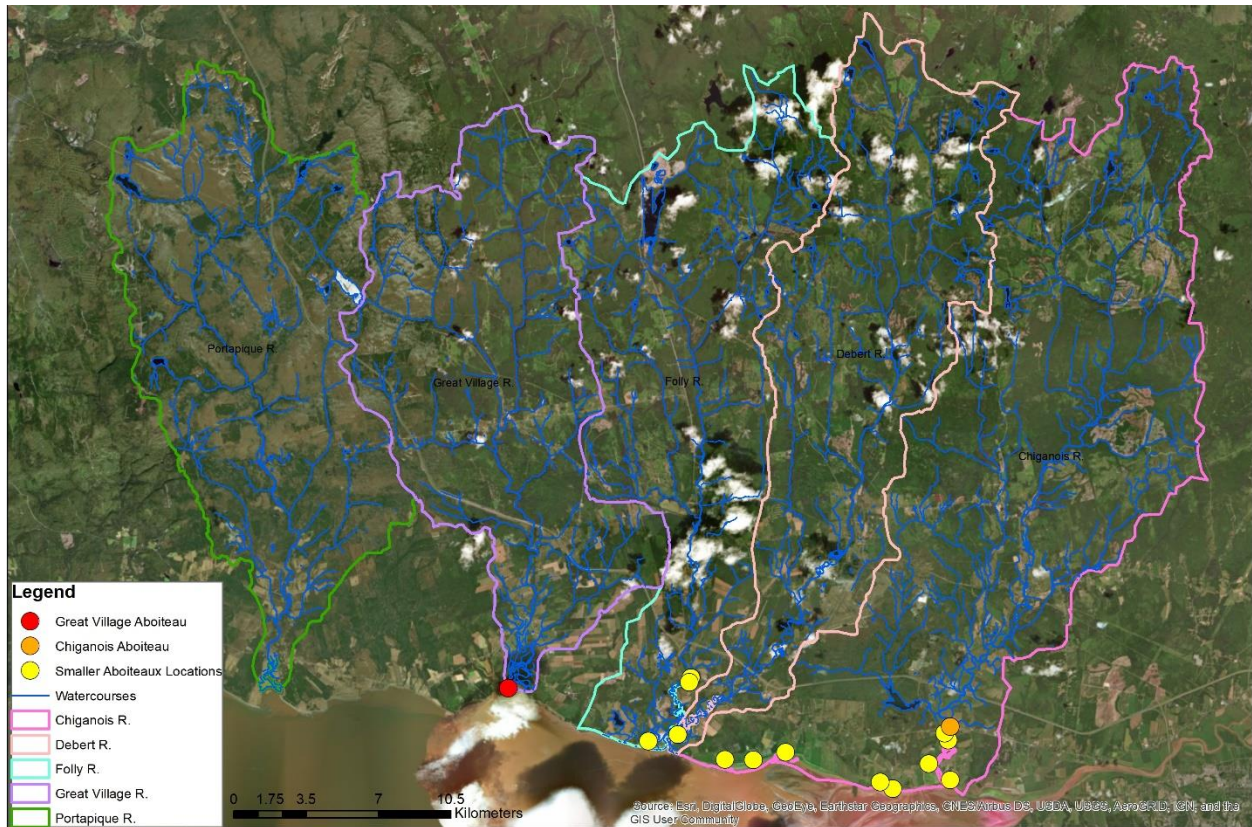 Portapique R.
Great Village R.
Folly R.
Debert R.
Chiganois R.
Legend
Great Village Aboiteau
Chiganois Aboiteau
Smaller Aboiteaux Locations
Watercourses
Chiganois R.
Debert R.
Folly R.
Great Village R.
Portapique R.
0 1.75 3.5 7 10.5
Kilometers
Source: Esri, DigitalGlobe, GeoEye, Earthstar Geographics, CNES/Airbus DS, USDA, USGS, AeroGRID, IGN, and the
GIS User Community